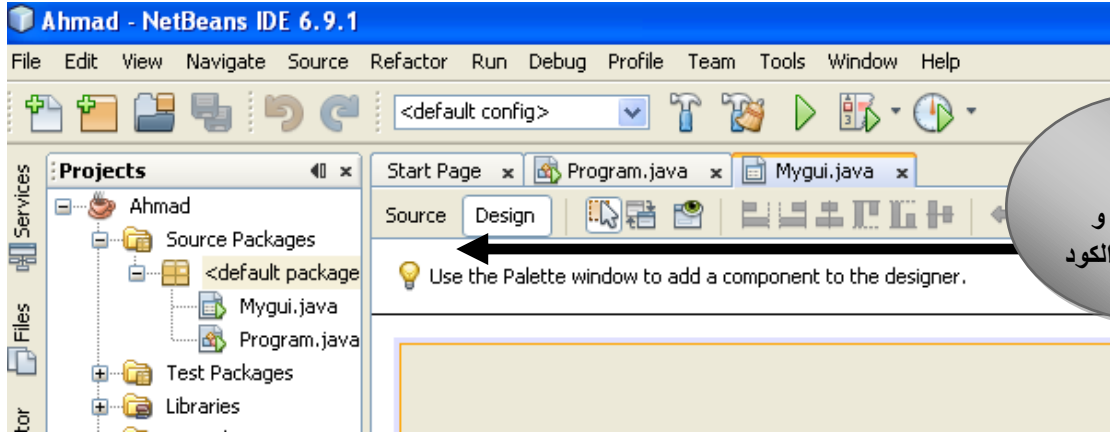 Ahmad - NetBeans IDE 6.9.1
File Edit View Navigate Source Refactor Run Debug Profile Team Tools Window Help
<default config>
Services
Files
tor
Projects
Ahmad
Source Packages
<default package
Mygui.java
Program.java
Test Packages
Libraries
Start Page Program.java Mygui.java
Source Design
Use the Palette window to add a component to the designer.
و
الكود